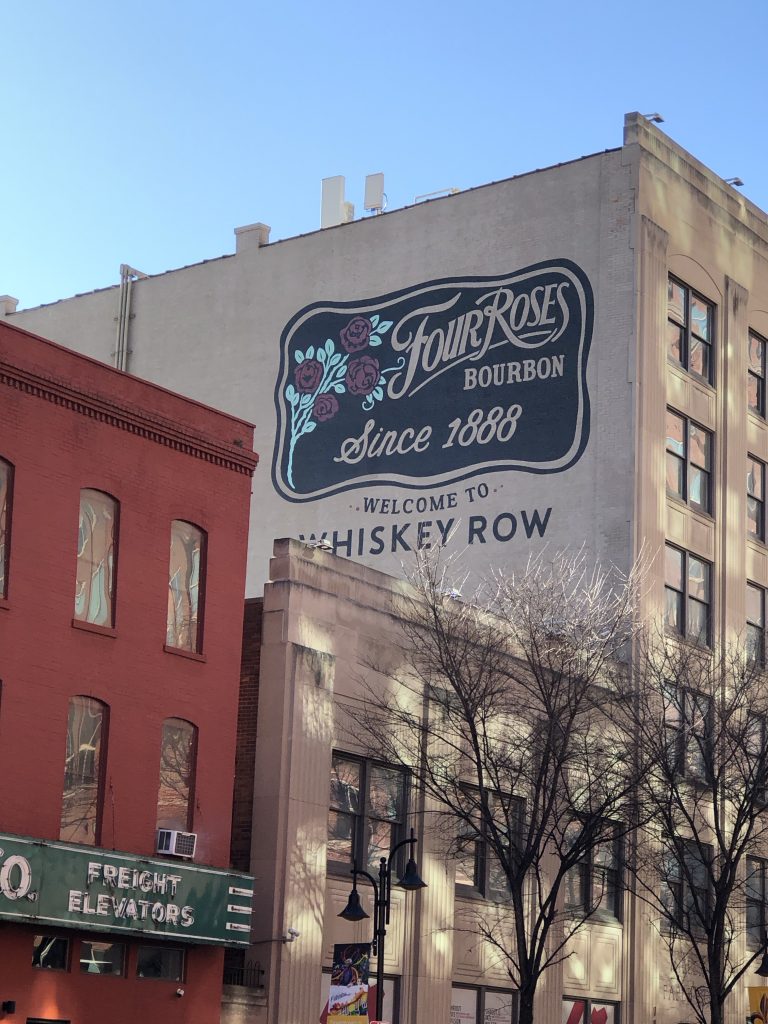 Four Roses
BOURBON
Since 1888
WELCOME TO
WHISKEY ROW
O.
FREIGHT
ELEVATORS